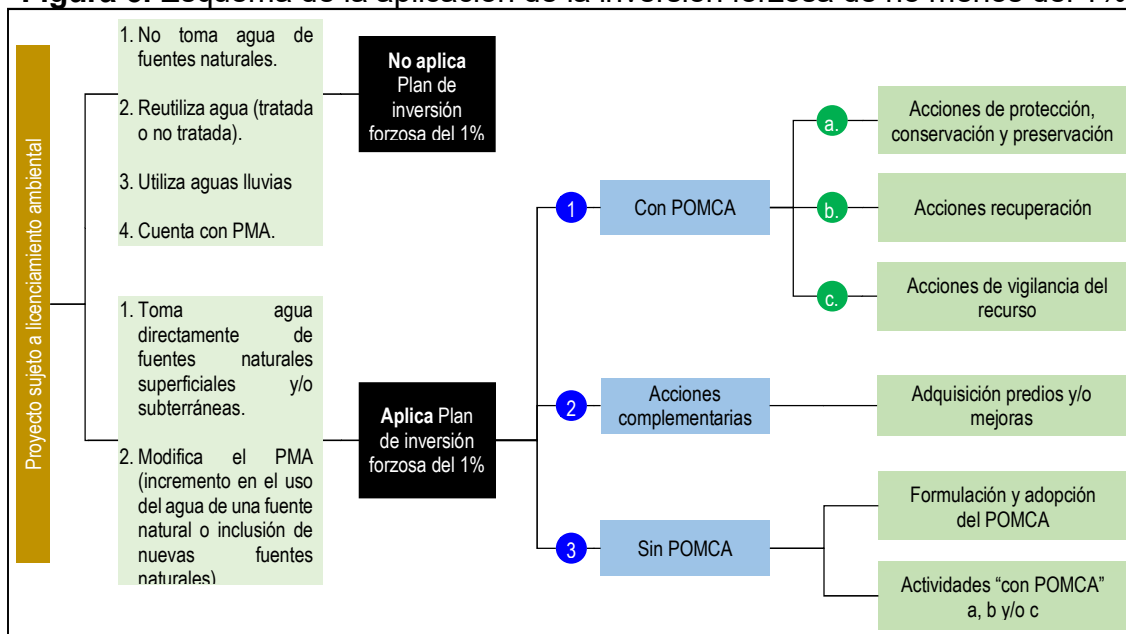 Proyecto sujeto a licenciamiento ambiental
1. No toma agua de
fuentes naturales.
2. Reutiliza agua (tratada
o no tratada).
3. Utiliza aguas lluvias
4. Cuenta con PMA.
No aplica
Plan de
inversión
forzosa del 1%
1. Toma agua
directamente de
fuentes naturales
superficiales y/o
subterráneas.
2. Modifica el PMA
(incremento en el uso
del agua de una fuente
natural o inclusión de
nuevas fuentes
naturales)
Aplica Plan
de inversión
forzosa del 1%
1
Con POMCA
a.
Acciones de protección,
conservación y preservación
b.
Acciones recuperación
c.
Acciones de vigilancia del
recurso
2
Acciones
complementarias
Adquisición predios y/o
mejoras
3
Sin POMCA
Formulación y adopción
del POMCA
Actividades “con POMCA”
a, b y/o c